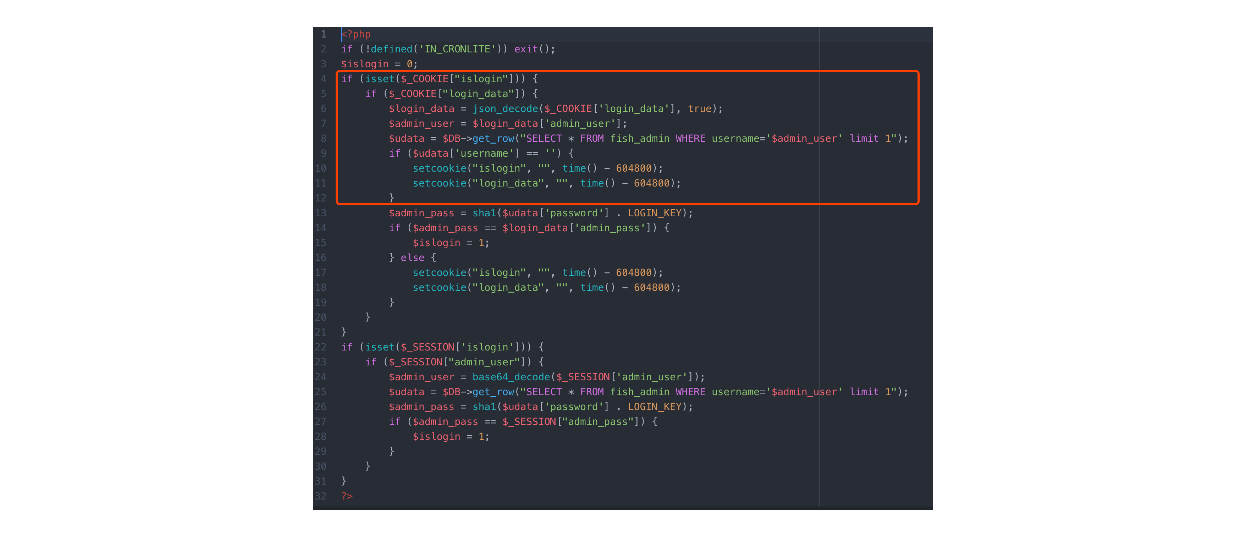 1 <?php
2 if (!defined('IN_CRONLITE')) exit();
3 $islogin = 0;
4 if (isset($_COOKIE["islogin"])) {
5     if ($_COOKIE["login_data"]) {
6         $login_data = json_decode($_COOKIE['login_data'], true);
7         $admin_user = $login_data['admin_user'];
8         $udata = $DB->get_row("SELECT * FROM fish_admin WHERE username='$admin_user' limit 1");
9         if ($udata['username'] == '') {
10             setcookie("islogin", "", time() - 604800);
11             setcookie("login_data", "", time() - 604800);
12         }
13         $admin_pass = sha1($udata['password'] . LOGIN_KEY);
14         if ($admin_pass == $login_data['admin_pass']) {
15             $islogin = 1;
16         } else {
17             setcookie("islogin", "", time() - 604800);
18             setcookie("login_data", "", time() - 604800);
19         }
20     }
21 }
22 if (isset($_SESSION['islogin'])) {
23     if ($_SESSION["admin_user"]) {
24         $admin_user = base64_decode($_SESSION['admin_user']);
25         $udata = $DB->get_row("SELECT * FROM fish_admin WHERE username='$admin_user' limit 1");
26         $admin_pass = sha1($udata['password'] . LOGIN_KEY);
27         if ($admin_pass == $_SESSION["admin_pass"]) {
28             $islogin = 1;
29         }
30     }
31 }
32 ?>